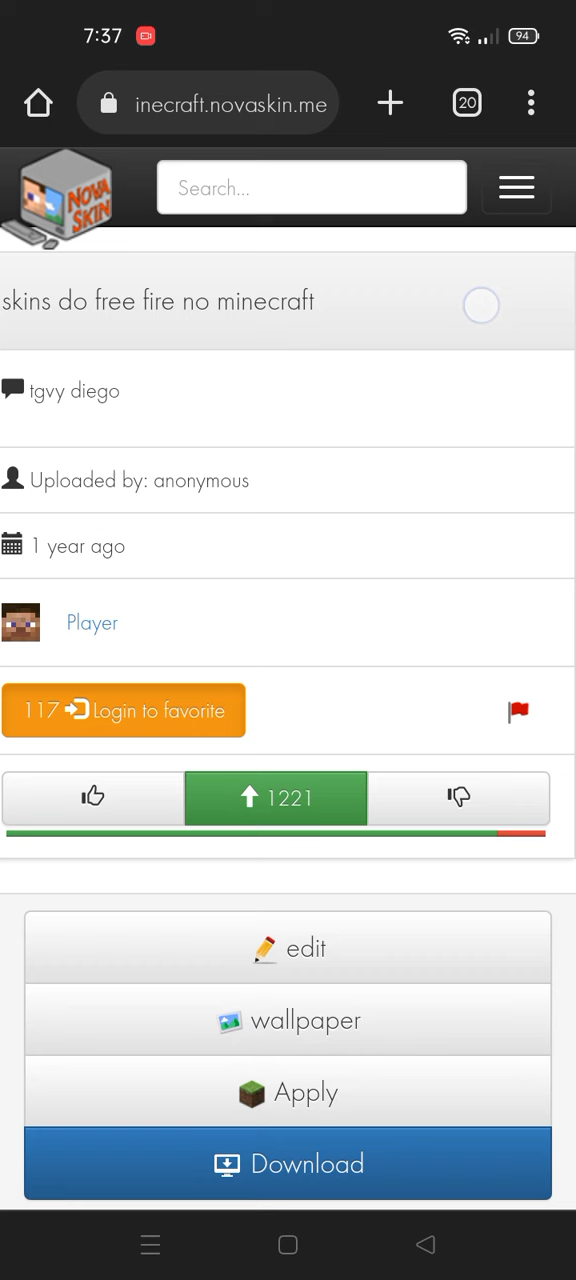 7:37
94
inecraft.novaskin.me
20
NOVA
SKIN
Search...
skins do free fire no minecraft
tgvy diego
Uploaded by: anonymous
1 year ago
Player
117 Login to favorite
1221
edit
wallpaper
Apply
Download